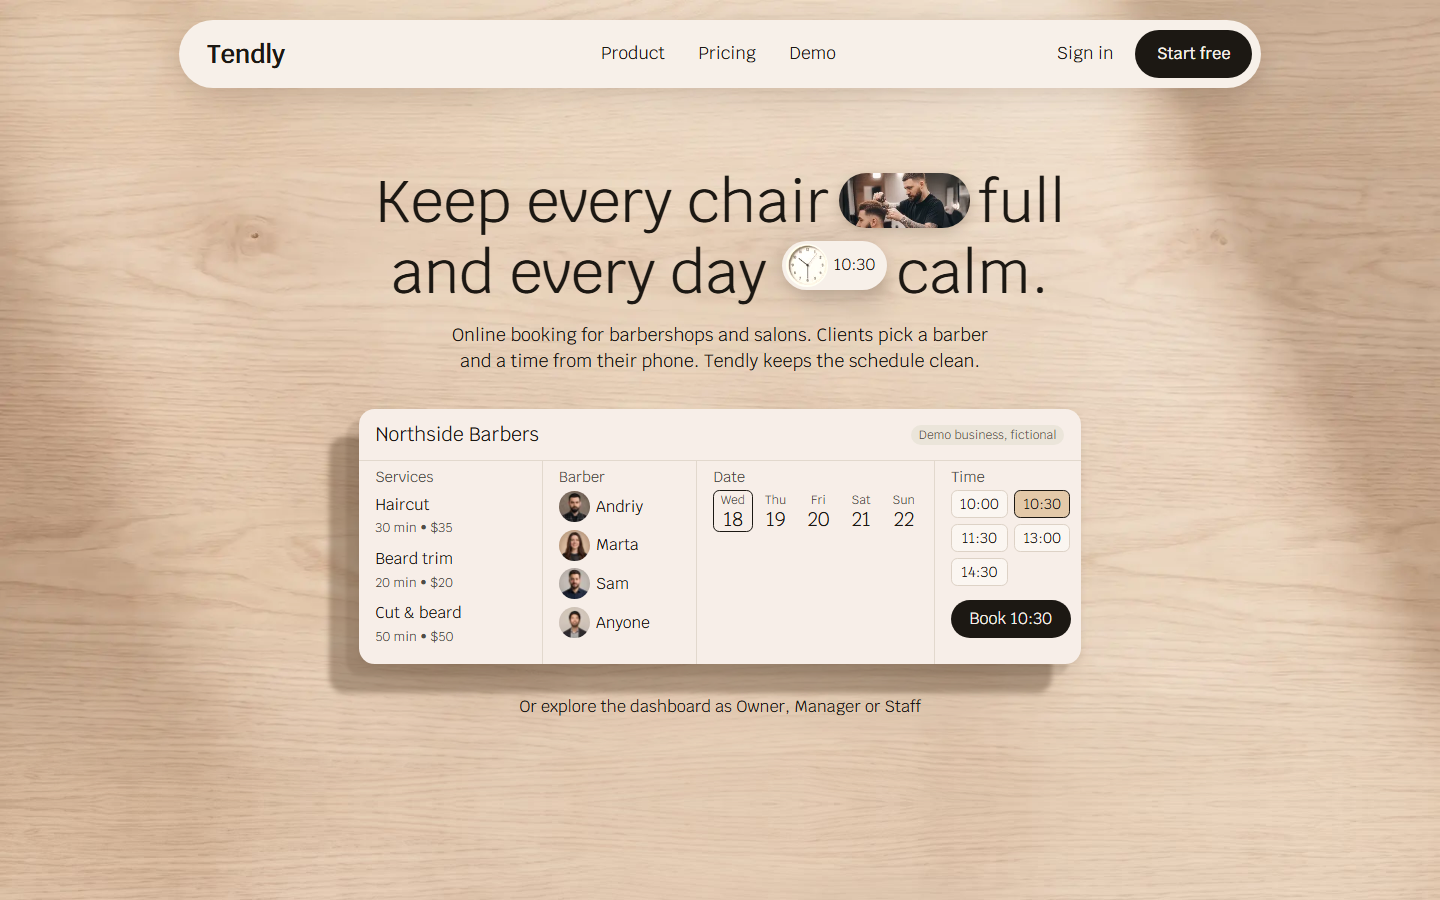 Tendly
Product Pricing Demo
Sign in Start free
Keep every chair full
and every day 10:30 calm.
Online booking for barbershops and salons. Clients pick a barber
and a time from their phone. Tendly keeps the schedule clean.
Northside Barbers
Demo business, fictional
Services
Haircut
30 min • $35
Beard trim
20 min • $20
Cut & beard
50 min • $50
Barber
Andriy
Marta
Sam
Anyone
Date
Wed Thu Fri Sat Sun
18 19 20 21 22
Time
10:00 10:30
11:30 13:00
14:30
Book 10:30
Or explore the dashboard as Owner, Manager or Staff